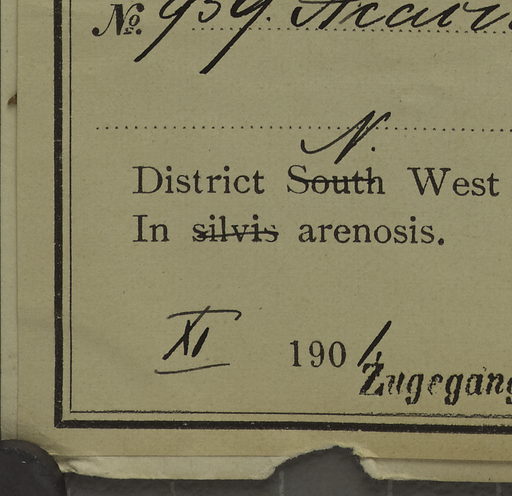 No. 959.
N.
District South West
In silvis arenosis.
XI 1901.
Zugegang